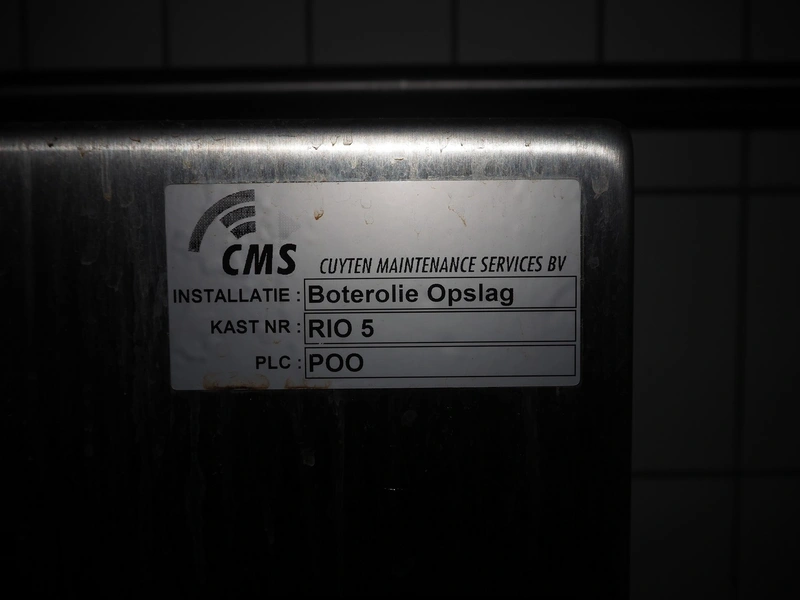 CMS
CUYTEN MAINTENANCE SERVICES BV
INSTALLATIE : Boterolie Opslag
KAST NR : RIO 5
PLC : POO